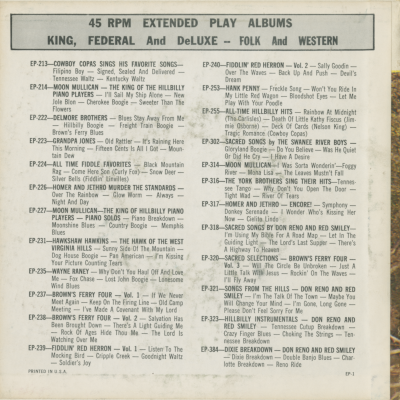 45 RPM EXTENDED PLAY ALBUMS
KING, FEDERAL And DeLUXE -- FOLK And WESTERN
EP-213—COWBOY COPAS SINGS HIS FAVORITE SONGS—
Filipino Boy — Signed, Sealed And Delivered —
Tennessee Waltz — Kentucky Waltz
EP-214—MOON MULLICAN — THE KING OF THE HILLBILLY
PIANO PLAYERS — I'll Sail My Ship Alone — New
Jole Blon — Cherokee Boogie — Sweeter Than The
Flowers
EP-222—DELMORE BROTHERS — Blues Stay Away From Me
— Hillbilly Boogie — Freight Train Boogie —
Brown's Ferry Blues
EP-223—GRANDPA JONES — Old Rattler — It's Raining Here
This Morning — Fifteen Cents Is All I Got — Moun-
tain Dew
EP-224—ALL TIME FIDDLE FAVORITES — Black Mountain
Rag — Come Here Son (Curly Fox) — Snow Deer —
Silver Bells (Fiddlin' Linvilles)
EP-226—HOMER AND JETHRO MURDER THE STANDARDS —
Over The Rainbow — Glow Worm — Always —
Night And Day
EP-227—MOON MULLICAN—THE KING OF HILLBILLY PIANO
PLAYERS — PIANO SOLOS — Piano Breakdown —
Moonshine Blues — Country Boogie — Memphis
Blues
EP-231—HAWKSHAW HAWKINS — THE HAWK OF THE WEST
VIRGINIA HILLS — Sunny Side Of The Mountain —
Dog House Boogie — Pan American — I'm Kissing
Your Picture Counting Tears
EP-235—WAYNE RANEY — Why Don't You Haul Off And Love
Me — Fox Chase — Lost John Boogie — Lonesome
Wind Blues
EP-237—BROWN'S FERRY FOUR — Vol. 1 — If We Never
Meet Again — Keep On The Firing Line — Old Camp
Meeting — I've Made A Covenant With My Lord
EP-238—BROWN'S FERRY FOUR — Vol. 2 — Salvation Has
Been Brought Down — There's A Light Guiding Me
— Rock Of Ages Hide Thou Me — The Lord Is
Watching Over Me
EP-239—FIDDLIN' RED HERRON — Vol. 1 — Listen To The
Mocking Bird — Cripple Creek — Goodnight Waltz
— Soldier's Joy
EP-240—FIDDLIN' RED HERRON — Vol. 2 — Sally Goodin —
Over The Waves — Back Up And Push — Devil's
Dream
EP-253—HANK PENNY — Freckle Song — Won't You Ride In
My Little Red Wagon — Bloodshot Eyes — Let Me
Play With Your Poodle
EP-255—ALL-TIME HILLBILLY HITS — Rainbow At Midnight
(The Carlisles) — Death Of Little Kathy Fiscus (Jim-
mie Osborne) — Deck Of Cards (Nelson King) —
Tragic Romance (Cowboy Copas)
EP-302—SACRED SONGS by THE SWANEE RIVER BOYS —
Gloryland Boogie — Do You Believe — Was He Quiet
Or Did He Cry — I Have A Desire
EP-314—MOON MULLICAN — I Was Sorta Wonderin' — Foggy
River — Mona Lisa — The Leaves Mustn't Fall
EP-316—THE YORK BROTHERS SING THEIR HITS — Tennes-
see Tango — Why Don't You Open The Door —
Tight Wad — River Of Tears
EP-317—HOMER AND JETHRO — ENCORE! — Symphony —
Donkey Serenade — I Wonder Who's Kissing Her
Now — Cielito Lindo
EP-318—SACRED SONGS BY DON RENO AND RED SMILEY—
I'm Using My Bible For A Road Map — Let In The
Guiding Light — The Lord's Last Supper — There's
A Highway To Heaven
EP-320—SACRED SELECTIONS — BROWN'S FERRY FOUR —
Vol. 3 — Will The Circle Be Unbroken — Just A
Little Talk With Jesus — Rockin' On The Waves —
I'll Fly Away
EP-321—SONGS FROM THE HILLS — DON RENO AND RED
SMILEY — I'm The Talk Of The Town — Maybe You
Will Change Your Mind — I'm Gone, Long Gone —
Please Don't Feel Sorry For Me
EP-323—HILLBILLY INSTRUMENTALS — DON RENO AND
RED SMILEY — Tennessee Cutup Breakdown —
Crazy Finger Blues — Choking The Strings — Ten-
nessee Breakdown
EP-384—DIXIE BREAKDOWN — DON RENO AND RED SMILEY
— Dixie Breakdown — Double Banjo Blues — Char-
lotte Breakdown — Reno Ride
PRINTED IN U.S.A.
EP-1